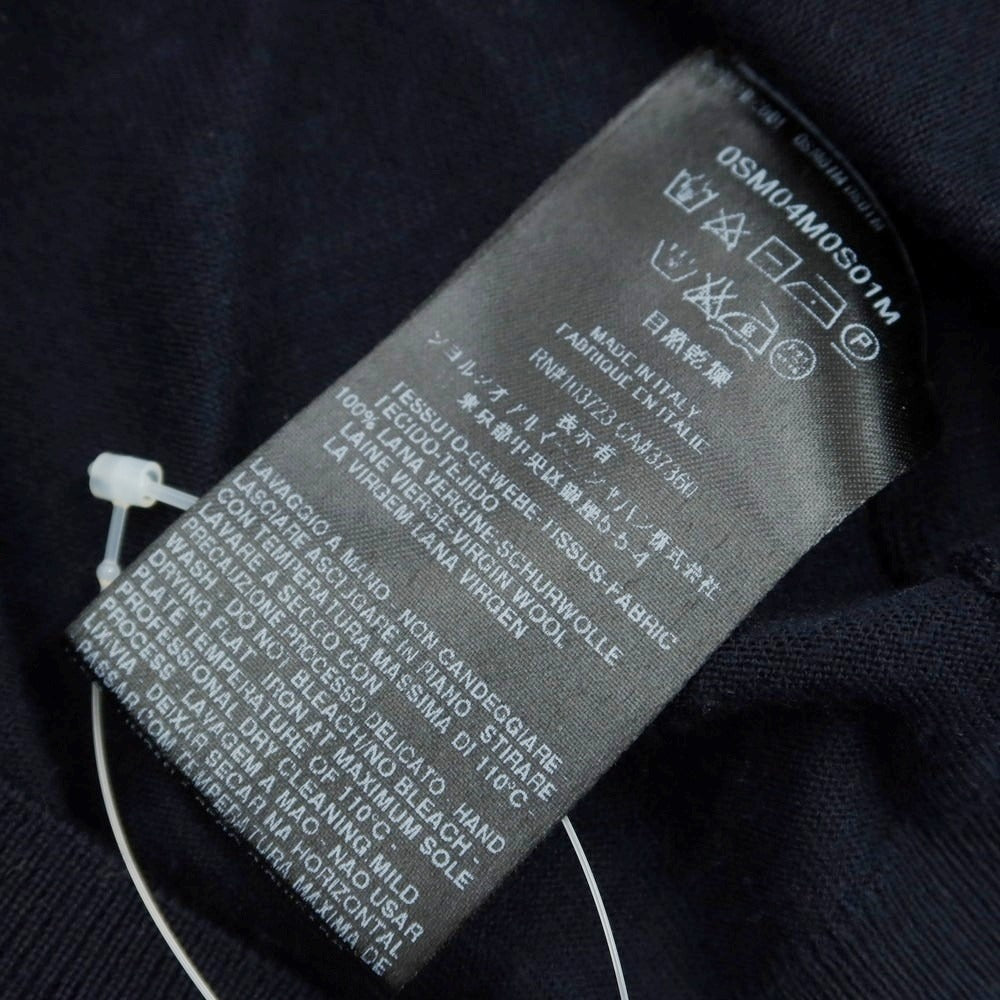 0SM04M0S01M
自然乾燥
MADE IN ITALY
FABRIQUE EN ITALIE
RN#103723 CA#37360
表示者
ジョルジオ アルマーニ ジャパン株式会社
東京都中央区銀座5-5-4
TESSUTO-GEWEBE-TISSUS-FABRIC
TECIDO-TEJIDO
100% LANA VERGINE-SCHURWOLLE
LAINE VIERGE-VIRGIN WOOL
LA VIRGEM LANA VIRGEN
LAVAGGIO A MANO - NON CANDEGGIARE
LASCIARE ASCIUGARE IN PIANO STIRARE
CON TEMPERATURA MASSIMA DI 110°C -
LAVARE A SECCO CON
PRECAUZIONE PROCESSO DELICATO HAND
WASH - DO NOT BLEACH/NO BLEACH -
DRYING FLAT IRON AT MAXIMUM SOLE
PLATE TEMPERATURE OF 110°C -
PROFESSIONAL DRY CLEANING MILD
PROCESS - LAVAGEM A MAO, NAO USAR
LIXIVIA, DEIXAR SECAR NA HORIZONTAL
TEMPERATURA MAXIMA DE